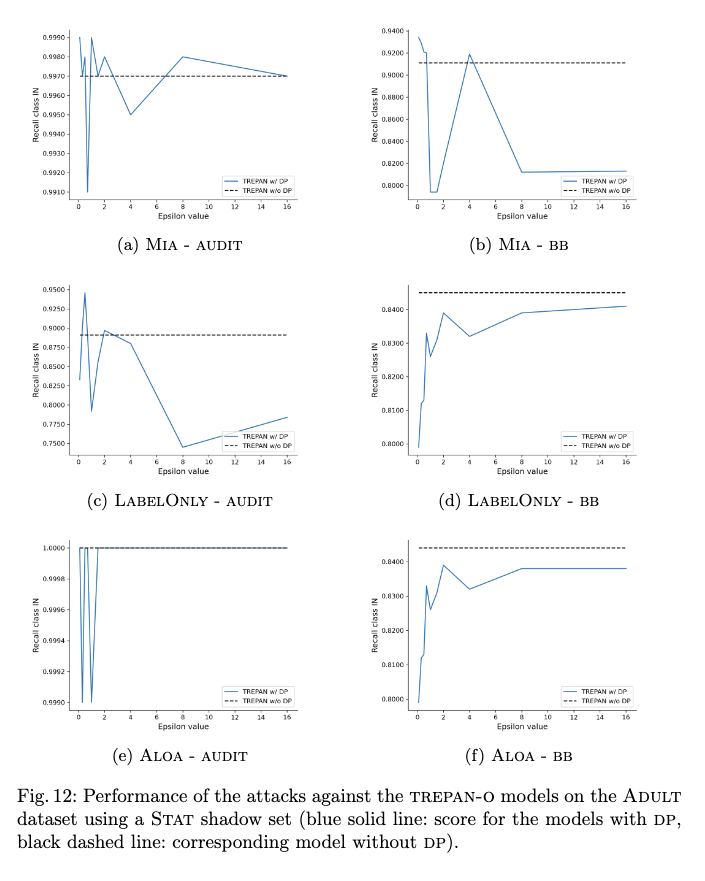 0.9990
0.9980
0.9970
0.9960
0.9950
0.9940
0.9930
0.9920
0.9910
Recall class IN
0 2 4 6 8 10 12 14 16
Epsilon value
TREPAN w/ DP
TREPAN w/o DP
(a) MIA - AUDIT
0.9400
0.9200
0.9000
0.8800
0.8600
0.8400
0.8200
0.8000
Recall class IN
0 2 4 6 8 10 12 14 16
Epsilon value
TREPAN w/ DP
TREPAN w/o DP
(b) MIA - BB
0.9500
0.9250
0.9000
0.8750
0.8500
0.8250
0.8000
0.7750
0.7500
Recall class IN
0 2 4 6 8 10 12 14 16
Epsilon value
TREPAN w/ DP
TREPAN w/o DP
(c) LABELONLY - AUDIT
0.8400
0.8300
0.8200
0.8100
0.8000
Recall class IN
0 2 4 6 8 10 12 14 16
Epsilon value
TREPAN w/ DP
TREPAN w/o DP
(d) LABELONLY - BB
1.0000
0.9998
0.9996
0.9994
0.9992
0.9990
Recall class IN
0 2 4 6 8 10 12 14 16
Epsilon value
TREPAN w/ DP
TREPAN w/o DP
(e) ALOA - AUDIT
0.8400
0.8300
0.8200
0.8100
0.8000
Recall class IN
0 2 4 6 8 10 12 14 16
Epsilon value
TREPAN w/ DP
TREPAN w/o DP
(f) ALOA - BB
Fig. 12: Performance of the attacks against the TREPAN-O models on the ADULT
dataset using a STAT shadow set (blue solid line: score for the models with DP,
black dashed line: corresponding model without DP).